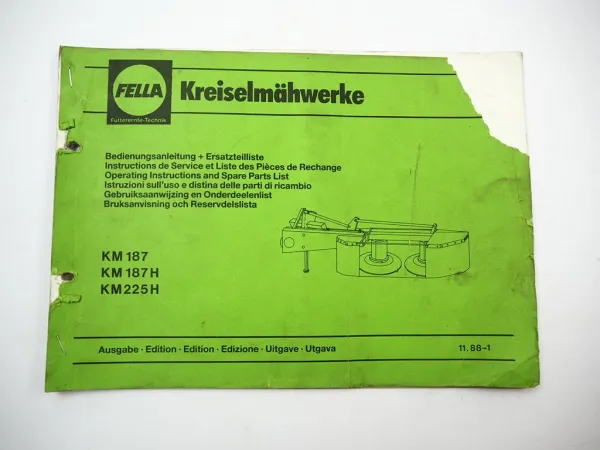 FELLA
Futterernte-Technik
Kreiselmähwerke
Bedienungsanleitung + Ersatzteilliste
Instructions de Service et Liste des Pièces de Rechange
Operating Instructions and Spare Parts List
Istruzioni sull'uso e distina delle parti di ricambio
Gebruiksaanwijzing en Onderdeelenlist
Bruksanvisning och Reservdelslista
KM 187
KM 187 H
KM 225 H
Ausgabe · Edition · Edition · Edizione · Uitgave · Utgava 11.88-1